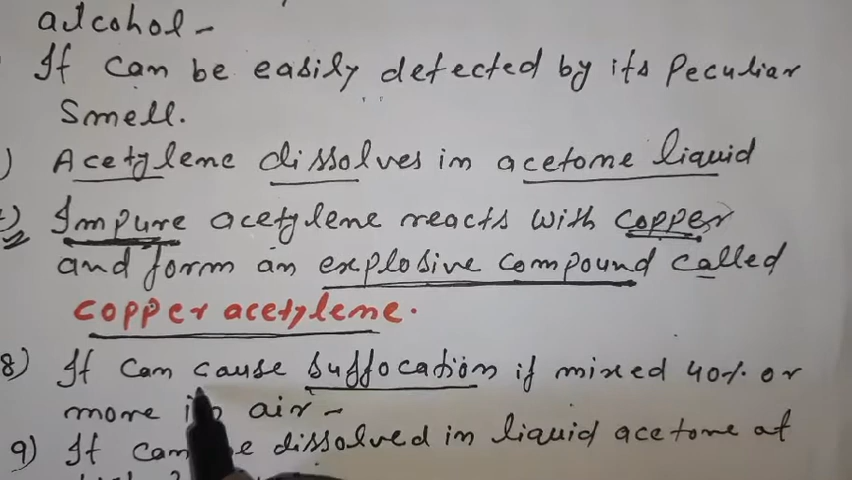 alcohol -
It can be easily detected by its Peculiar
Smell.
) Acetylene dissolves in acetone liquid
) Impure acetylene reacts with copper
and form an explosive compound called
copper acetylene.
8) It can cause suffocation if mixed 40% or
more in air -
9) It can be dissolved in liquid acetone at